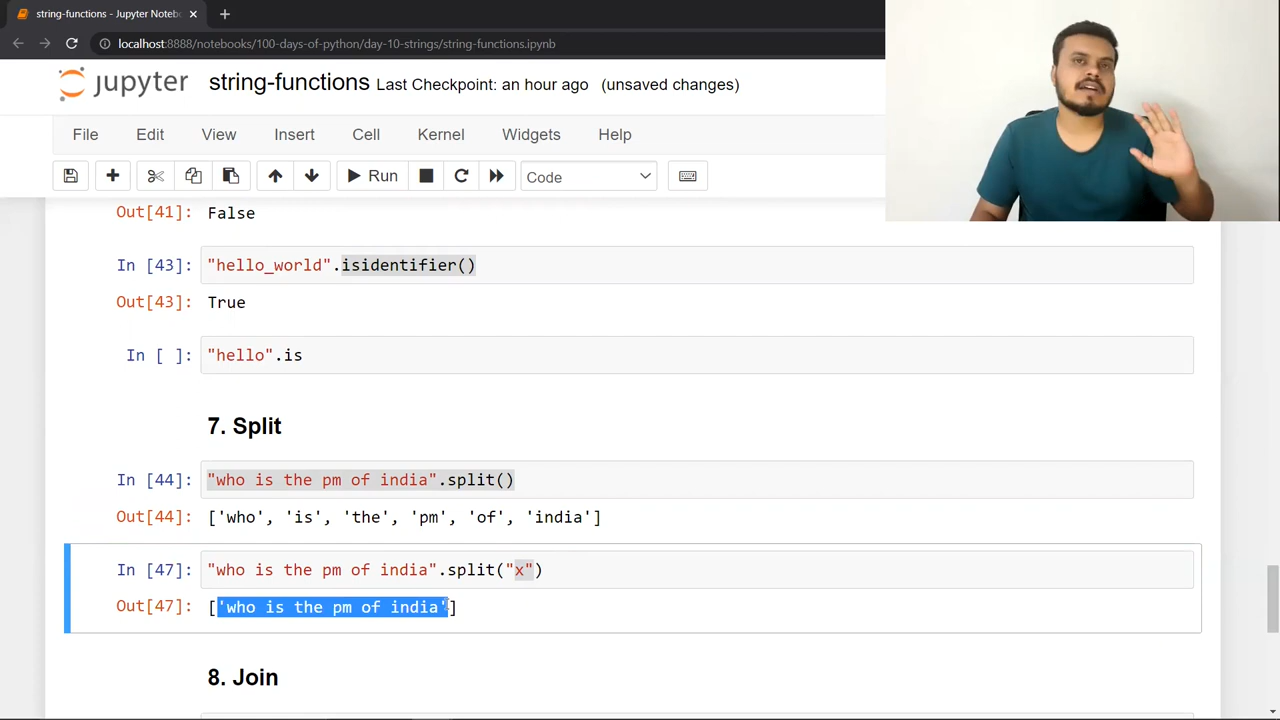 string-functions - Jupyter Noteb
localhost:8888/notebooks/100-days-of-python/day-10-strings/string-functions.ipynb
jupyter string-functions Last Checkpoint: an hour ago (unsaved changes)
File Edit View Insert Cell Kernel Widgets Help
Run Code
Out[41]: False
In [43]: "hello_world".isidentifier()
Out[43]: True
In [ ]: "hello".is
7. Split
In [44]: "who is the pm of india".split()
Out[44]: ['who', 'is', 'the', 'pm', 'of', 'india']
In [47]: "who is the pm of india".split("x")
Out[47]: ['who is the pm of india']
8. Join